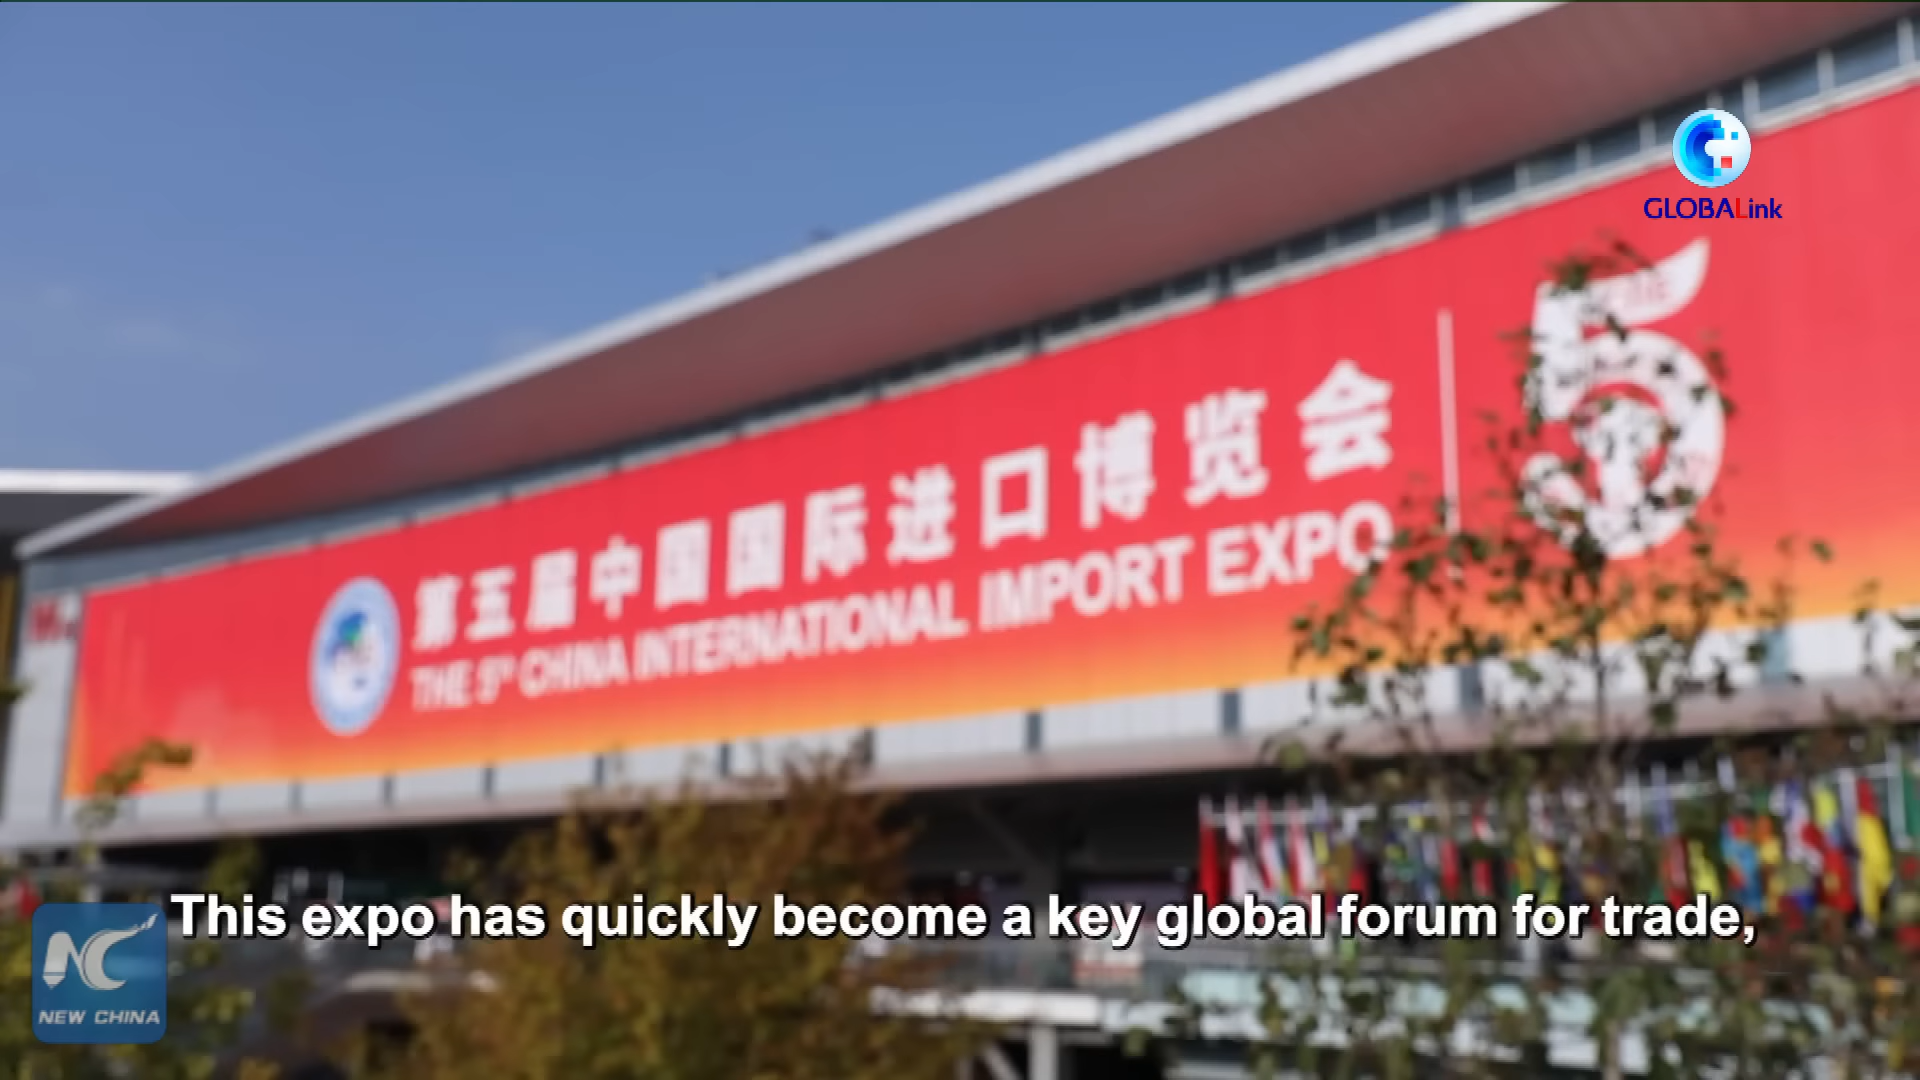 GLOBALink
第五届中国国际进口博览会
THE 5th CHINA INTERNATIONAL IMPORT EXPO
5
This expo has quickly become a key global forum for trade,
NEW CHINA